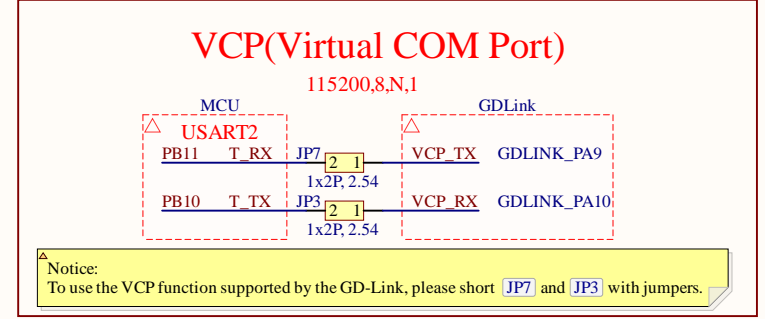 VCP(Virtual COM Port)
115200,8,N,1
MCU GDLink
USART2
PB11 T_RX JP7 2 1 VCP_TX GDLINK_PA9
1x2P, 2.54
PB10 T_TX JP3 2 1 VCP_RX GDLINK_PA10
1x2P, 2.54
Notice:
To use the VCP function supported by the GD-Link, please short JP7 and JP3 with jumpers.